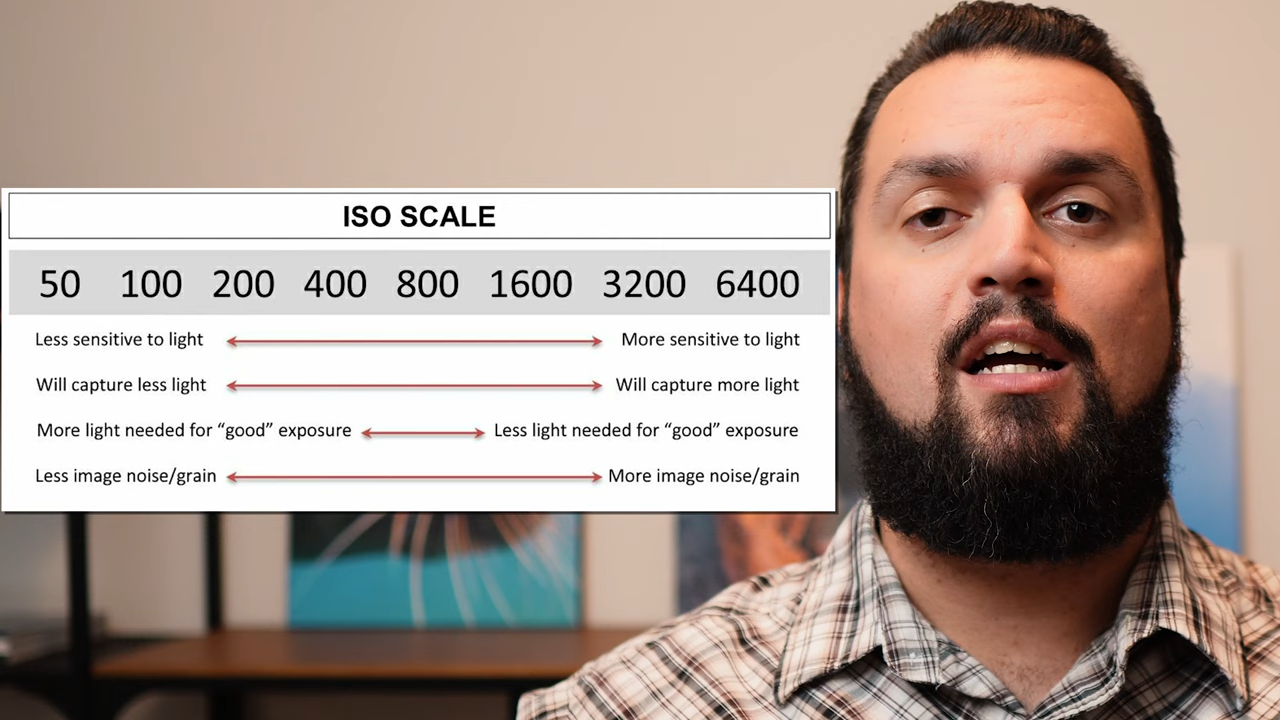 ISO SCALE
50 100 200 400 800 1600 3200 6400
Less sensitive to light More sensitive to light
Will capture less light Will capture more light
More light needed for “good” exposure Less light needed for “good” exposure
Less image noise/grain More image noise/grain